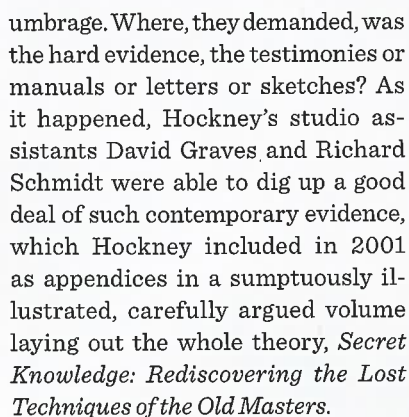 umbrage. Where, they demanded, was
the hard evidence, the testimonies or
manuals or letters or sketches? As
it happened, Hockney’s studio as-
sistants David Graves and Richard
Schmidt were able to dig up a good
deal of such contemporary evidence,
which Hockney included in 2001
as appendices in a sumptuously il-
lustrated, carefully argued volume
laying out the whole theory, Secret
Knowledge: Rediscovering the Lost
Techniques of the Old Masters.